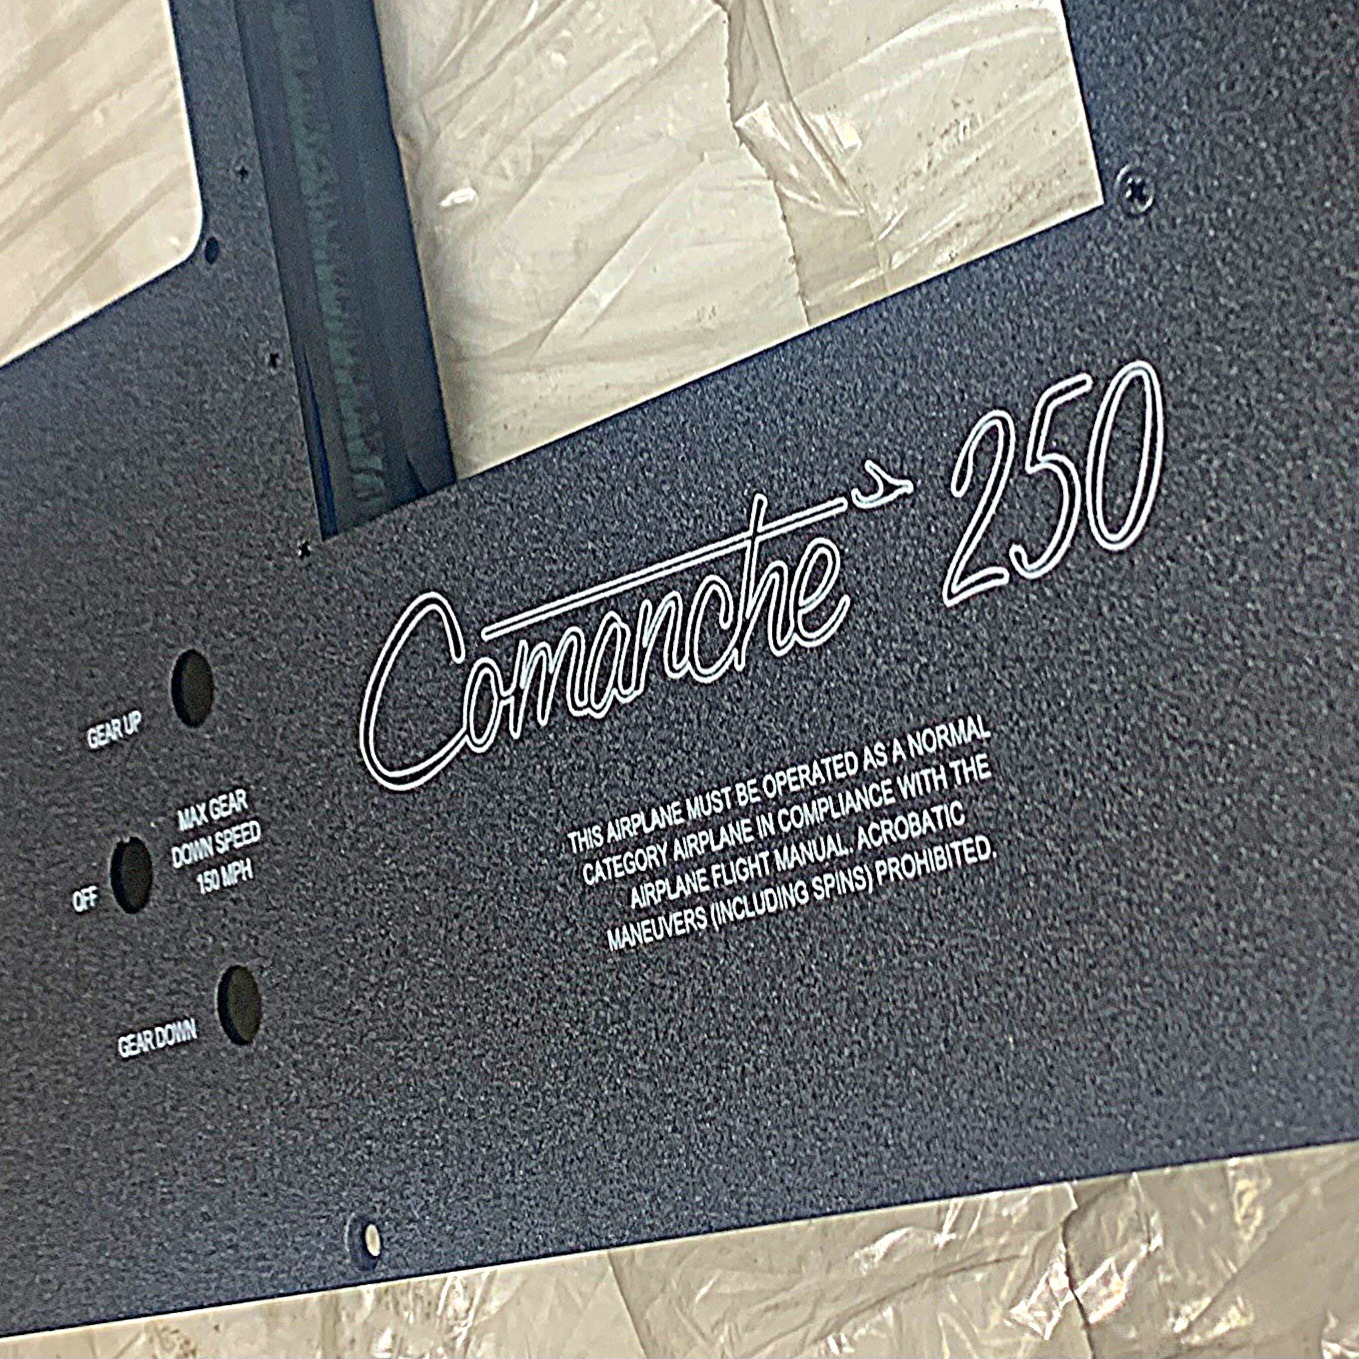 Comanche 250
GEAR UP
MAX GEAR
DOWN SPEED
150 MPH
OFF
GEAR DOWN
THIS AIRPLANE MUST BE OPERATED AS A NORMAL
CATEGORY AIRPLANE IN COMPLIANCE WITH THE
AIRPLANE FLIGHT MANUAL. ACROBATIC
MANEUVERS (INCLUDING SPINS) PROHIBITED.